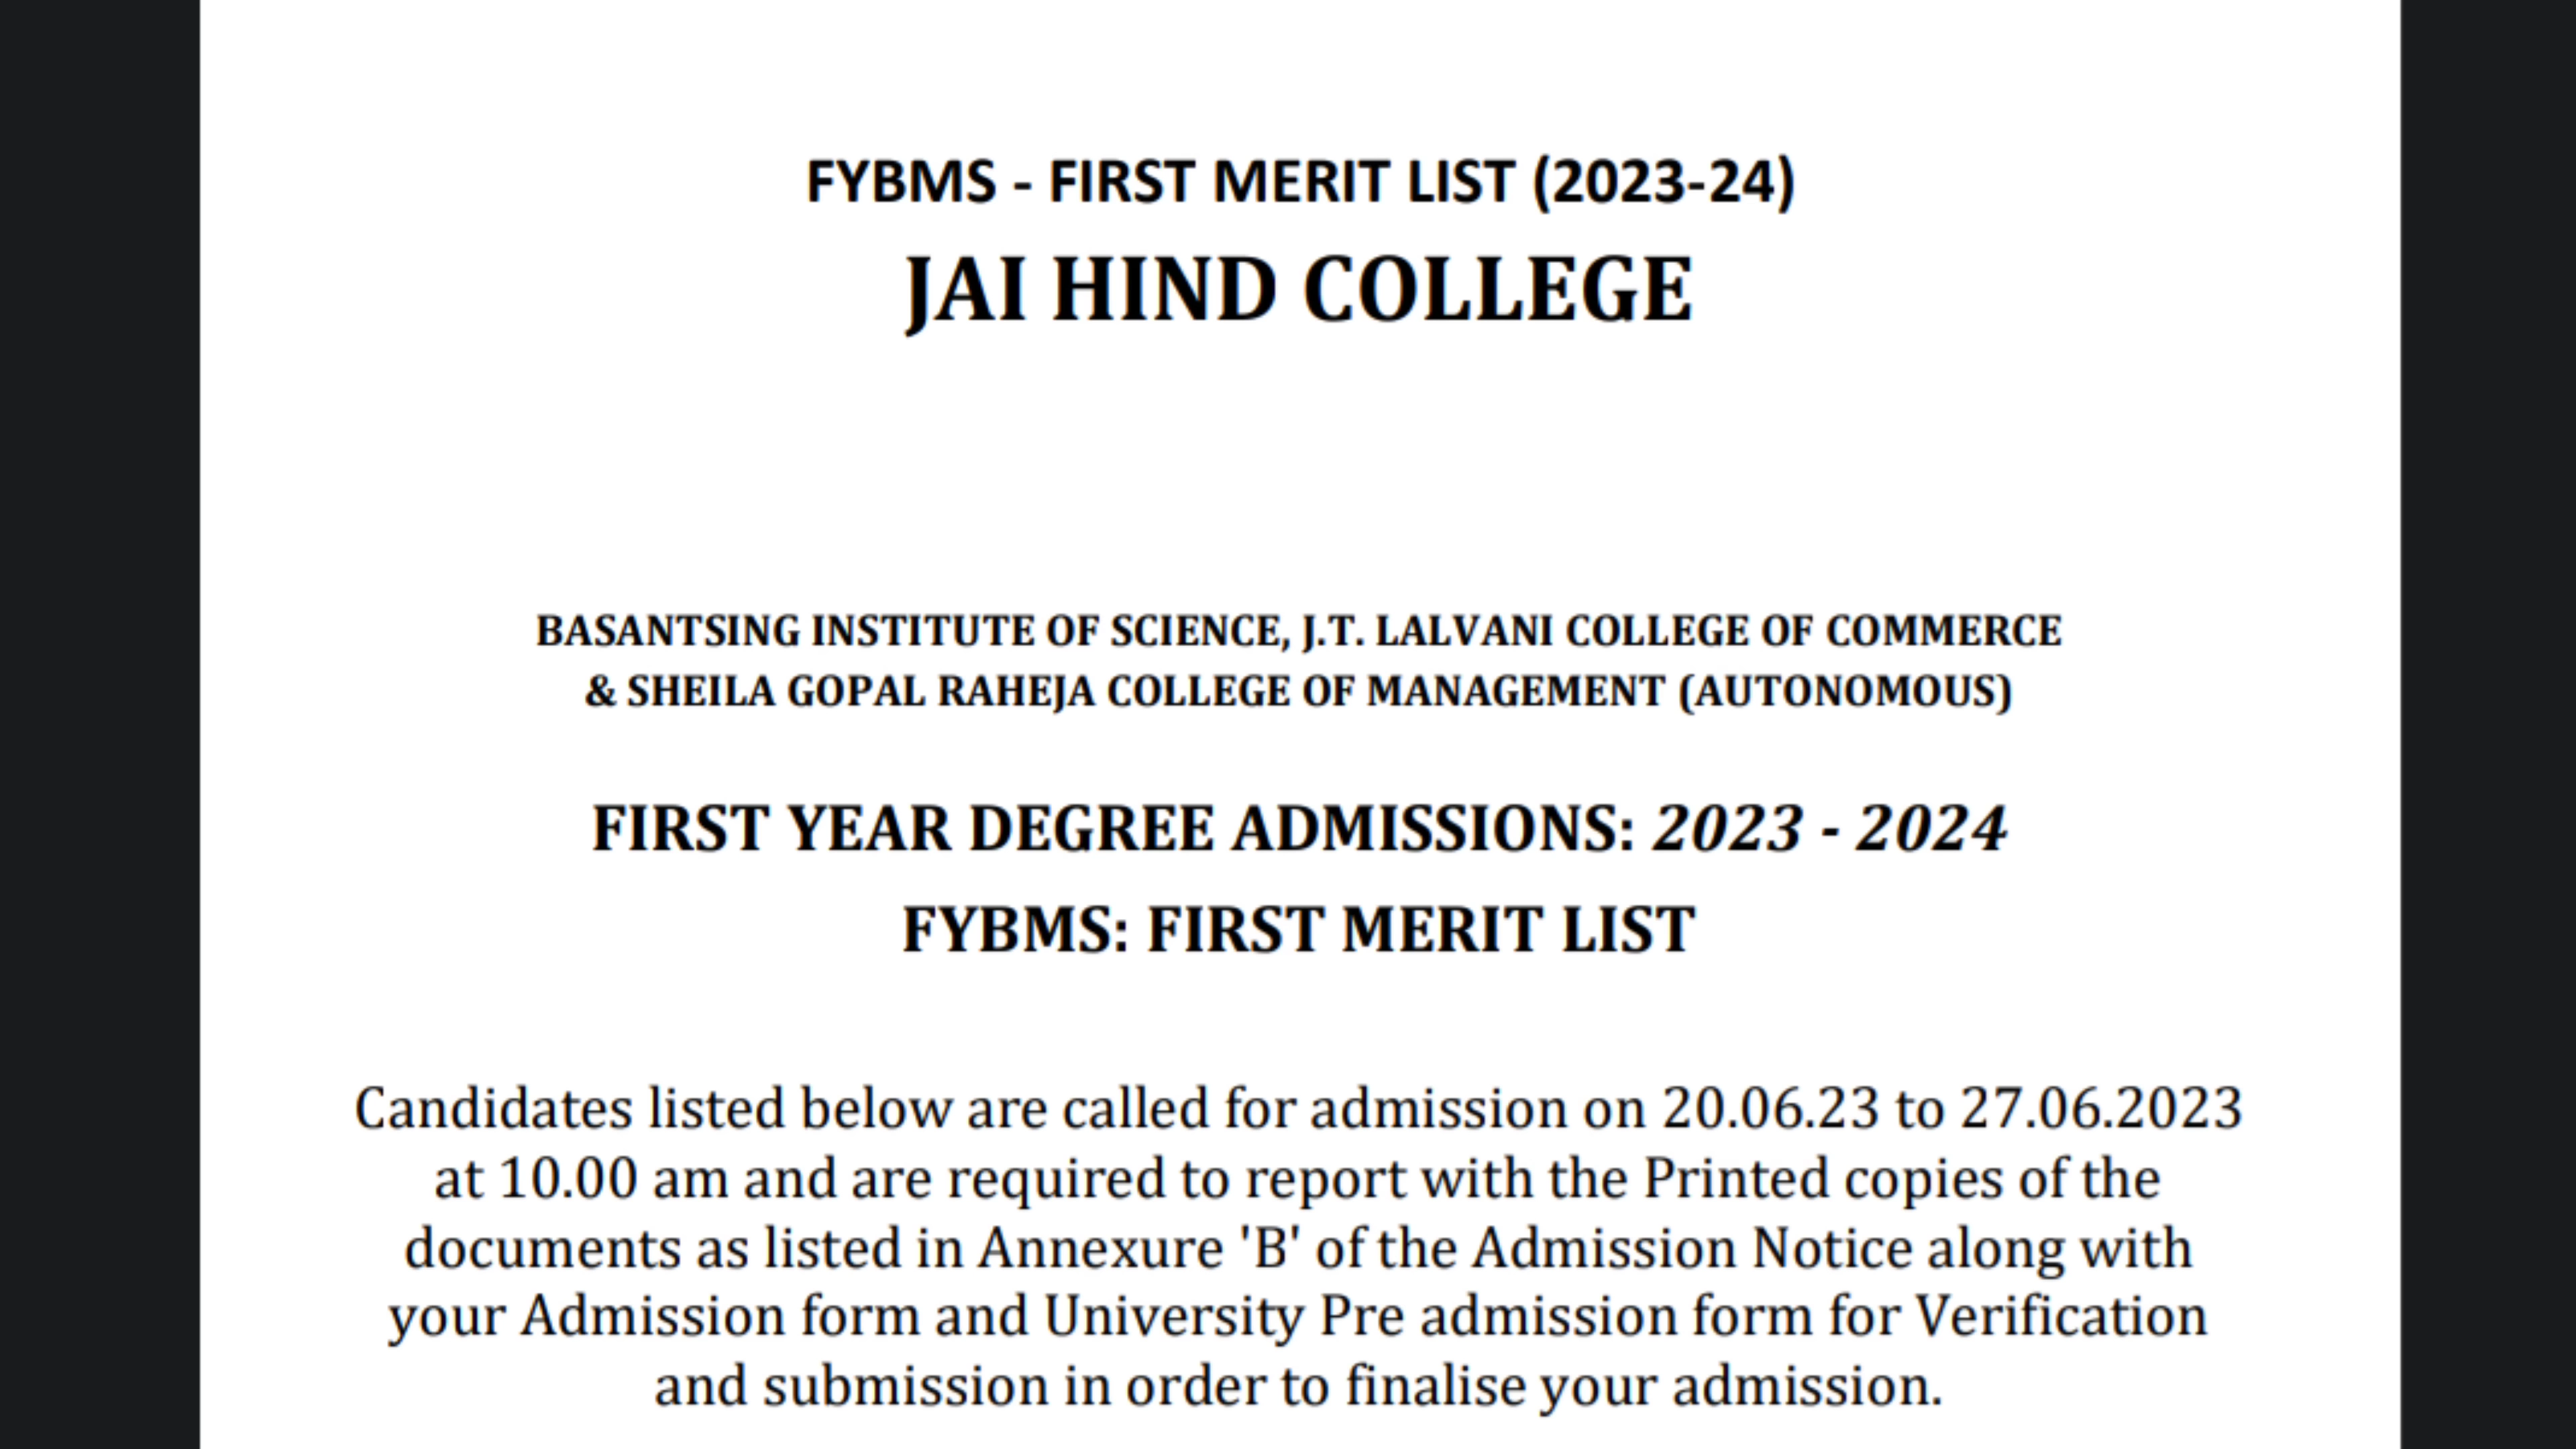 FYBMS - FIRST MERIT LIST (2023-24)
JAI HIND COLLEGE
BASANTSING INSTITUTE OF SCIENCE, J.T. LALVANI COLLEGE OF COMMERCE
& SHEILA GOPAL RAHEJA COLLEGE OF MANAGEMENT (AUTONOMOUS)
FIRST YEAR DEGREE ADMISSIONS: 2023 - 2024
FYBMS: FIRST MERIT LIST
Candidates listed below are called for admission on 20.06.23 to 27.06.2023
at 10.00 am and are required to report with the Printed copies of the
documents as listed in Annexure 'B' of the Admission Notice along with
your Admission form and University Pre admission form for Verification
and submission in order to finalise your admission.